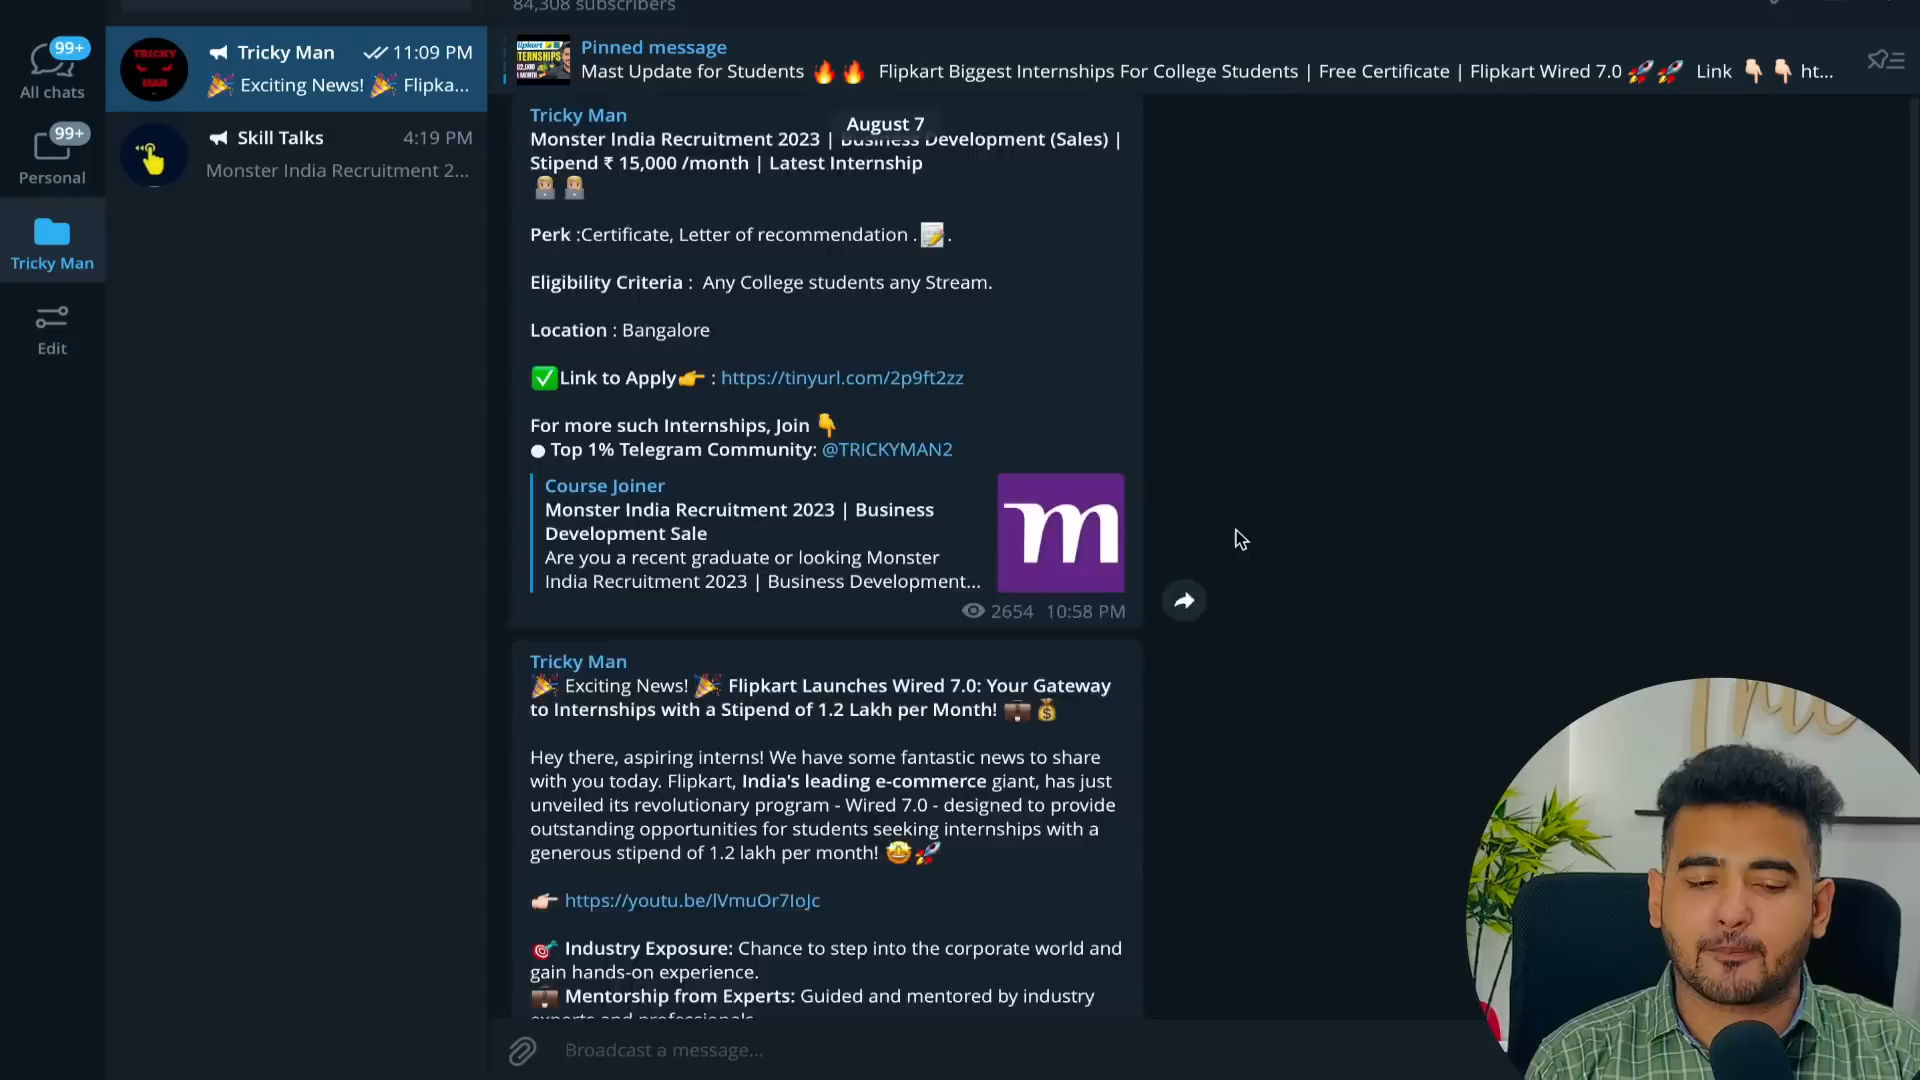 84,308 subscribers
99+
All chats
99+
Personal
Tricky Man
Edit
TRICKY
MAN
Tricky Man 11:09 PM
🎉 Exciting News! 🎉 Flipka...
Skill Talks 4:19 PM
Monster India Recruitment 2...
Pinned message
Mast Update for Students 🔥🔥 Flipkart Biggest Internships For College Students | Free Certificate | Flipkart Wired 7.0 🚀🚀 Link 👇🏻👇🏻 ht...
Tricky Man
August 7
Monster India Recruitment 2023 | Business Development (Sales) |
Stipend ₹ 15,000 /month | Latest Internship
👨🏼‍💻 👨🏼‍💻
Perk :Certificate, Letter of recommendation .📝.
Eligibility Criteria : Any College students any Stream.
Location : Bangalore
✅Link to Apply👉 : https://tinyurl.com/2p9ft2zz
For more such Internships, Join 👇
⚪ Top 1% Telegram Community: @TRICKYMAN2
Course Joiner
Monster India Recruitment 2023 | Business
Development Sale
Are you a recent graduate or looking Monster
India Recruitment 2023 | Business Development...
m
2654 10:58 PM
Tricky Man
🎉 Exciting News! 🎉 Flipkart Launches Wired 7.0: Your Gateway
to Internships with a Stipend of 1.2 Lakh per Month! 💼💰
Hey there, aspiring interns! We have some fantastic news to share
with you today. Flipkart, India's leading e-commerce giant, has just
unveiled its revolutionary program - Wired 7.0 - designed to provide
outstanding opportunities for students seeking internships with a
generous stipend of 1.2 lakh per month! 🤩🚀
👉🏻 https://youtu.be/lVmuOr7IoJc
🎯 Industry Exposure: Chance to step into the corporate world and
gain hands-on experience.
💼 Mentorship from Experts: Guided and mentored by industry
experts and professionals.
Broadcast a message...